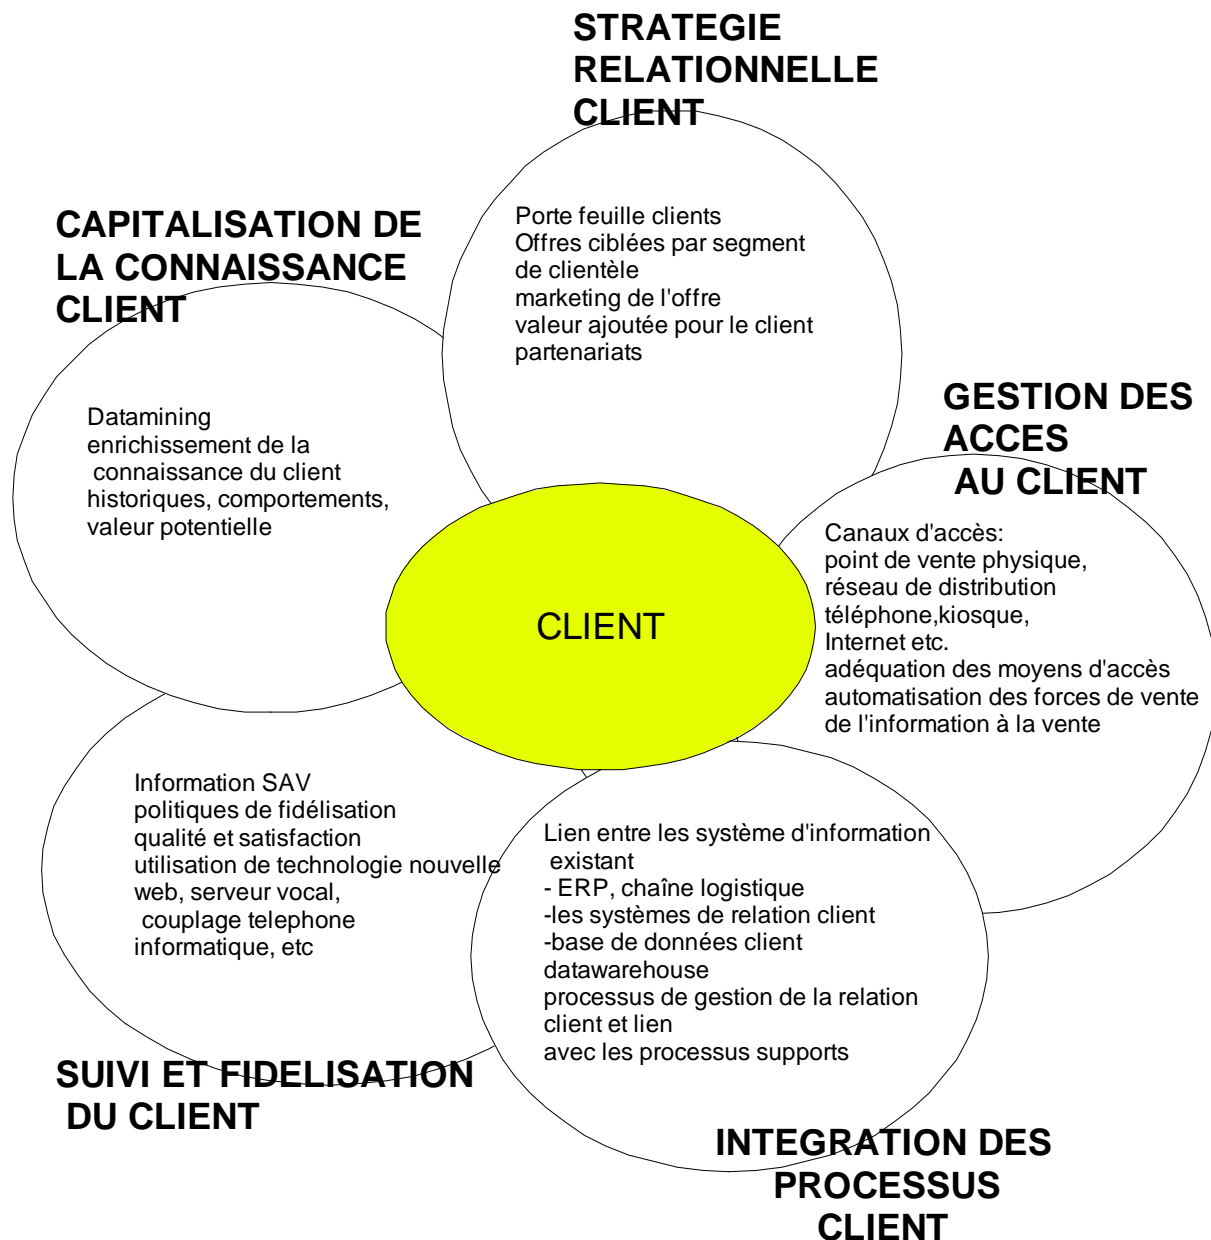 STRATEGIE
RELATIONNELLE
CLIENT
Porte feuille clients
Offres ciblées par segment
de clientèle
marketing de l'offre
valeur ajoutée pour le client
partenariats
CAPITALISATION DE
LA CONNAISSANCE
CLIENT
Datamining
enrichissement de la
connaissance du client
historiques, comportements,
valeur potentielle
GESTION DES
ACCES
AU CLIENT
Canaux d'accès:
point de vente physique,
réseau de distribution
téléphone,kiosque,
Internet etc.
adéquation des moyens d'accès
automatisation des forces de vente
de l'information à la vente
CLIENT
Information SAV
politiques de fidélisation
qualité et satisfaction
utilisation de technologie nouvelle
web, serveur vocal,
couplage telephone
informatique, etc
SUIVI ET FIDELISATION
DU CLIENT
Lien entre les système d'information
existant
- ERP, chaîne logistique
-les systèmes de relation client
-base de données client
datawarehouse
processus de gestion de la relation
client et lien
avec les processus supports
INTEGRATION DES
PROCESSUS
CLIENT